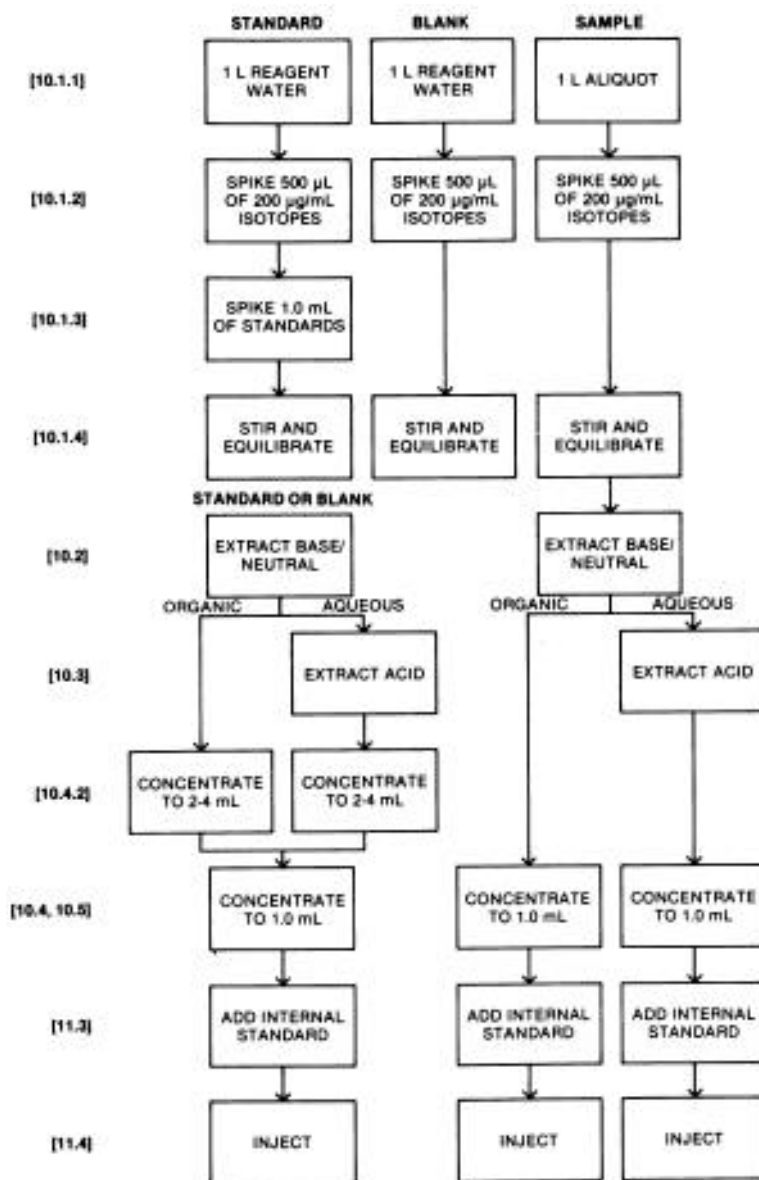 STANDARD
BLANK
SAMPLE
[10.1.1]
1 L REAGENT
WATER
1 L REAGENT
WATER
1 L ALIQUOT
[10.1.2]
SPIKE 500 µL
OF 200 µg/mL
ISOTOPES
SPIKE 500 µL
OF 200 µg/mL
ISOTOPES
SPIKE 500 µL
OF 200 µg/mL
ISOTOPES
[10.1.3]
SPIKE 1.0 mL
OF STANDARDS
[10.1.4]
STIR AND
EQUILIBRATE
STIR AND
EQUILIBRATE
STIR AND
EQUILIBRATE
STANDARD OR BLANK
[10.2]
EXTRACT BASE/
NEUTRAL
EXTRACT BASE/
NEUTRAL
ORGANIC
AQUEOUS
ORGANIC
AQUEOUS
[10.3]
EXTRACT ACID
EXTRACT ACID
[10.4.2]
CONCENTRATE
TO 2-4 mL
CONCENTRATE
TO 2-4 mL
[10.4, 10.5]
CONCENTRATE
TO 1.0 mL
CONCENTRATE
TO 1.0 mL
CONCENTRATE
TO 1.0 mL
[11.3]
ADD INTERNAL
STANDARD
ADD INTERNAL
STANDARD
ADD INTERNAL
STANDARD
[11.4]
INJECT
INJECT
INJECT